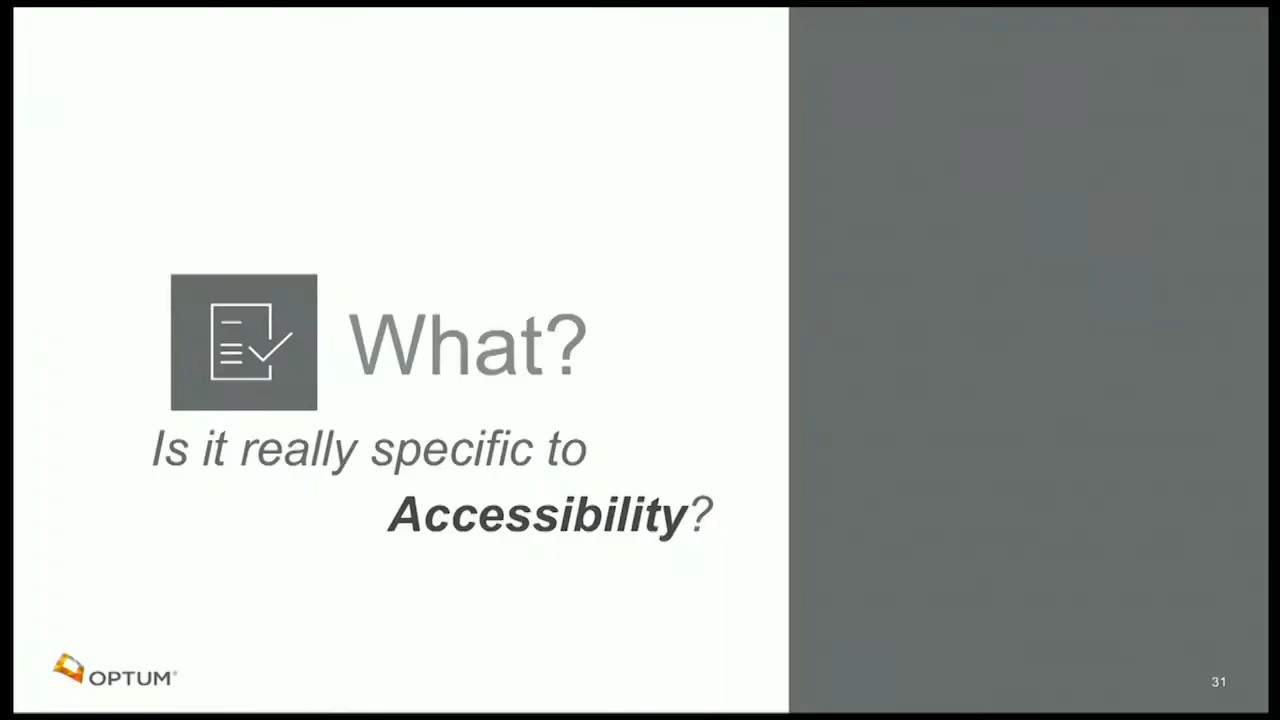 What?
Is it really specific to
Accessibility?
OPTUM®
31